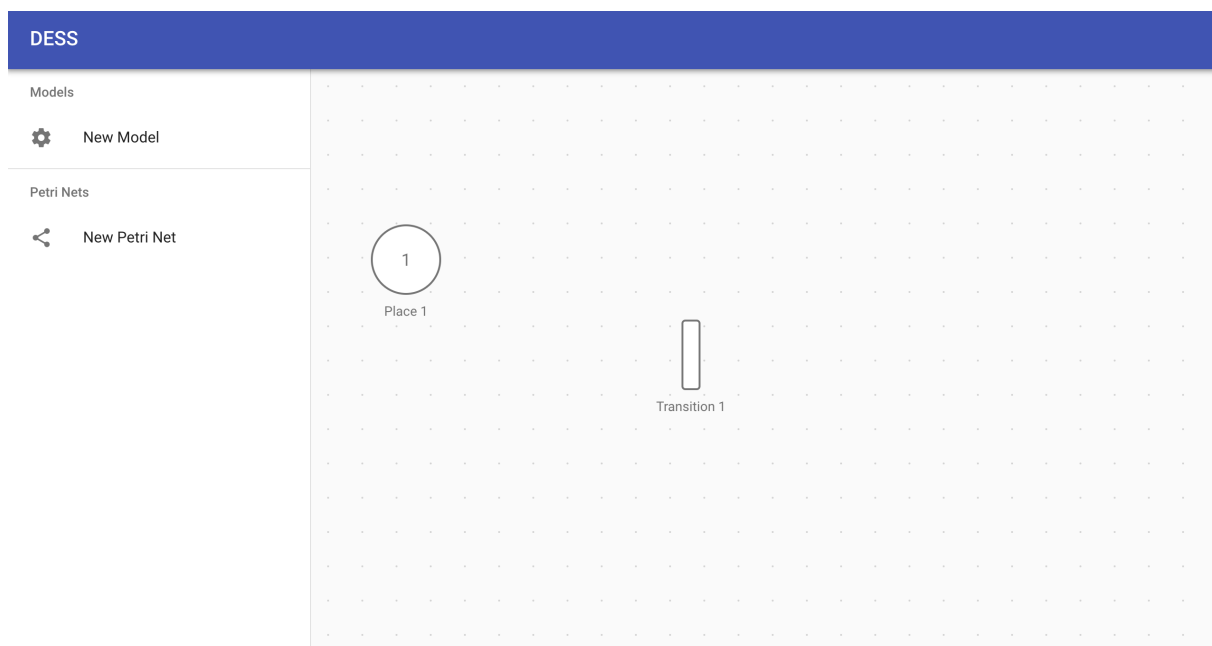 DESS
Models
New Model
Petri Nets
New Petri Net
1
Place 1
Transition 1